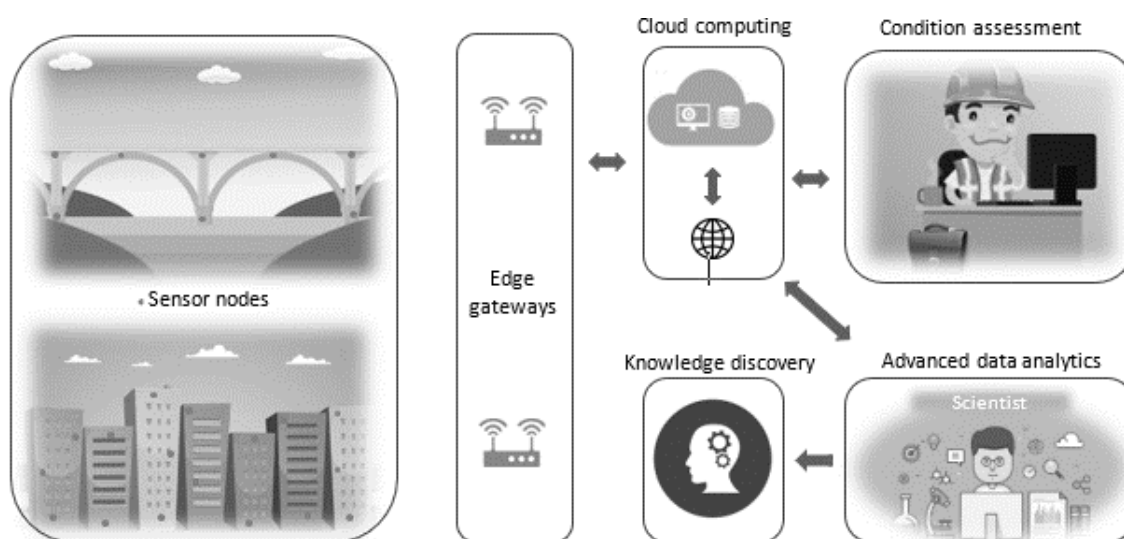 Cloud computing
Condition assessment
Sensor nodes
Edge
gateways
Knowledge discovery
Advanced data analytics
Scientist